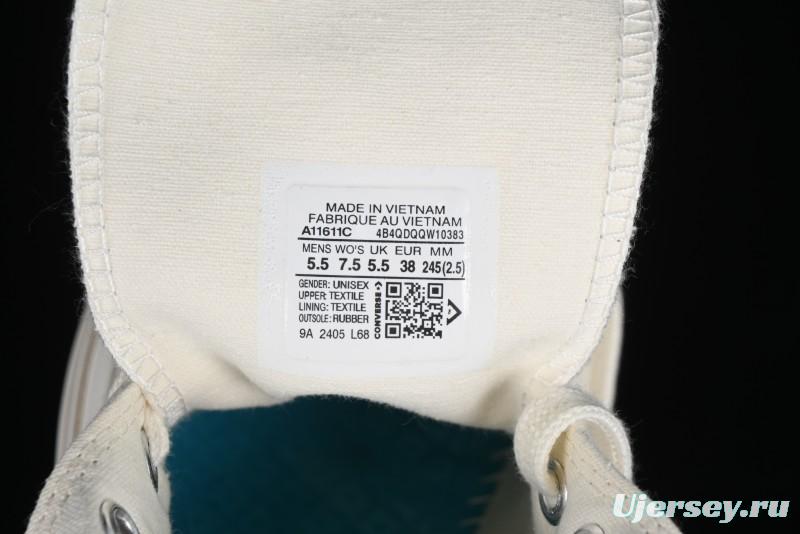 MADE IN VIETNAM
FABRIQUE AU VIETNAM
A11611C 4B4QDQQW10383
MENS WO'S UK EUR MM
5.5 7.5 5.5 38 245(2.5)
GENDER: UNISEX
UPPER: TEXTILE
LINING: TEXTILE
OUTSOLE: RUBBER
9A 2405 L68
CONVERSE
Ujersey.ru